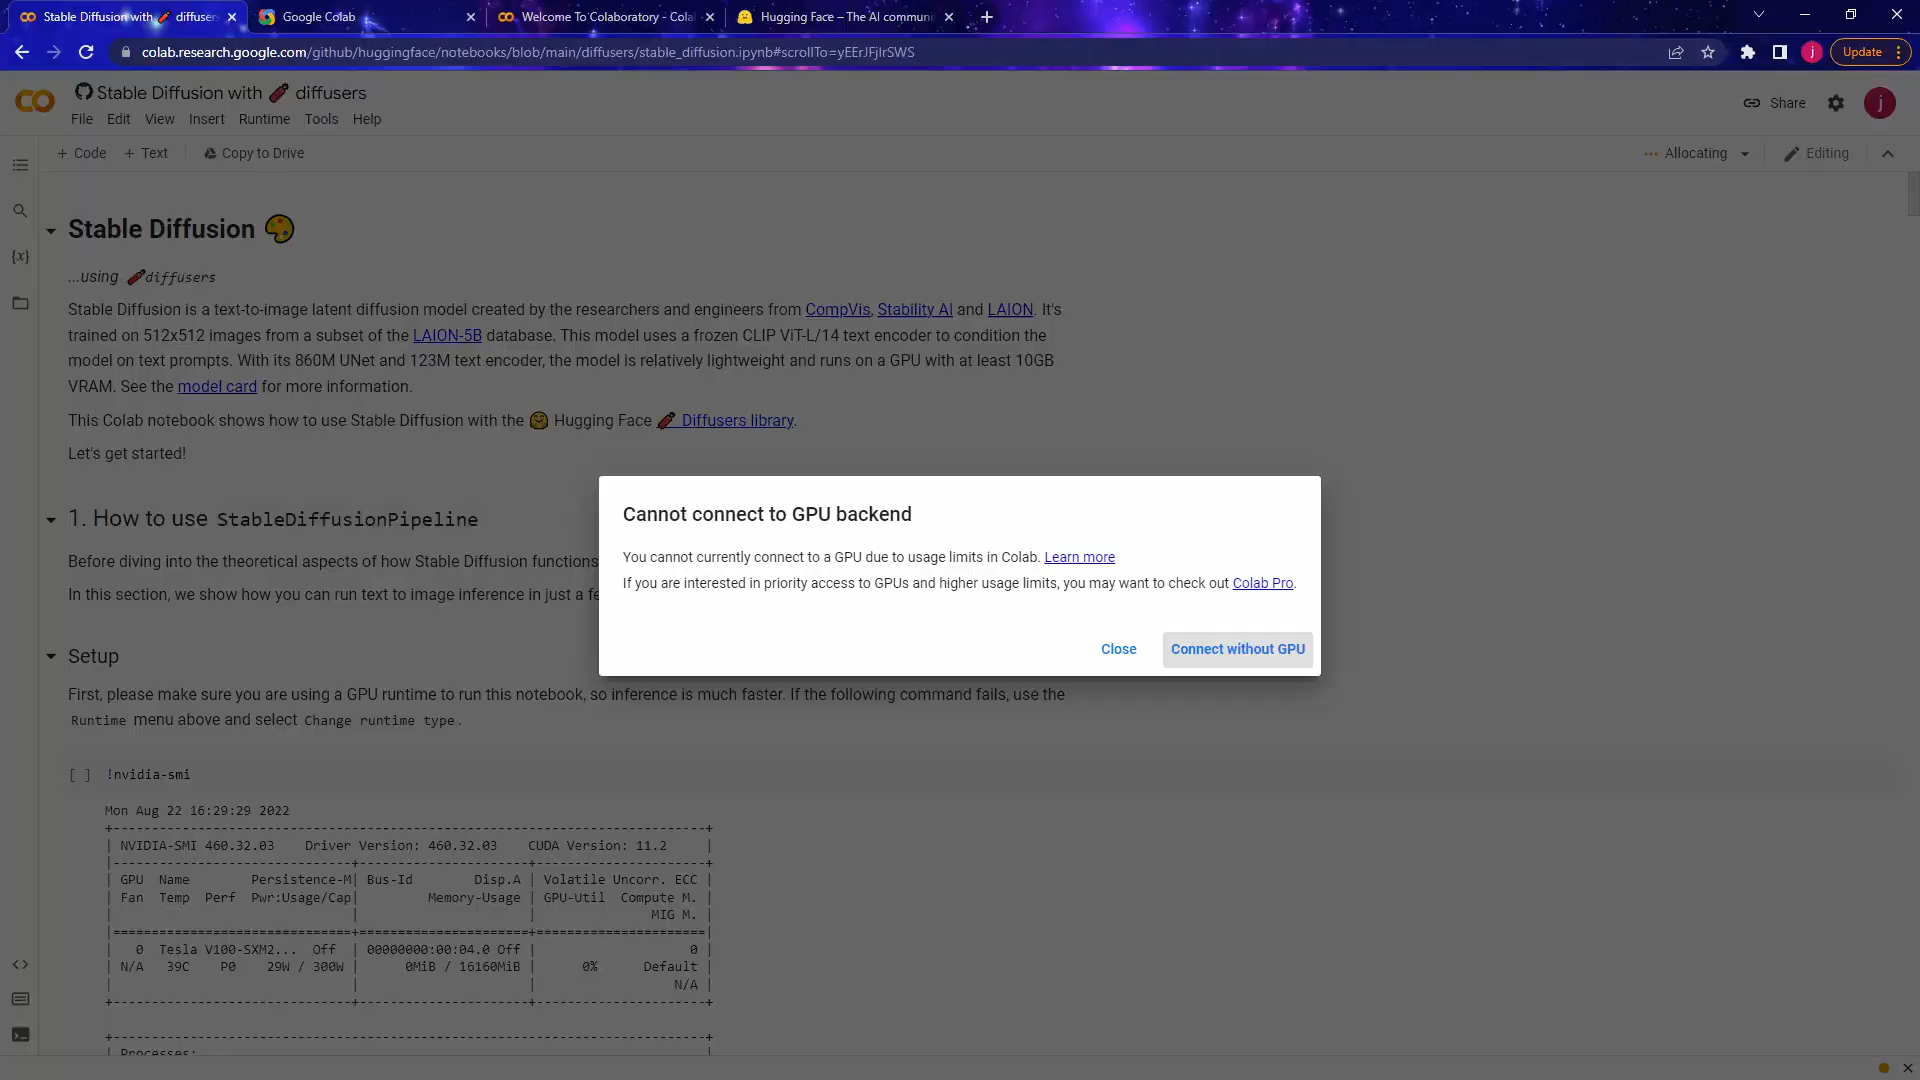 Stable Diffusion with diffuser
Google Colab
Welcome To Colaboratory - Cola
Hugging Face – The AI communi
colab.research.google.com/github/huggingface/notebooks/blob/main/diffusers/stable_diffusion.ipynb#scrollTo=yEErJFjlrSWS
j
Update
CO
Stable Diffusion with diffusers
Share
j
File Edit View Insert Runtime Tools Help
+ Code + Text Copy to Drive
Allocating
Editing
Stable Diffusion
{x}
...using diffusers
Stable Diffusion is a text-to-image latent diffusion model created by the researchers and engineers from CompVis, Stability AI and LAION. It's
trained on 512x512 images from a subset of the LAION-5B database. This model uses a frozen CLIP ViT-L/14 text encoder to condition the
model on text prompts. With its 860M UNet and 123M text encoder, the model is relatively lightweight and runs on a GPU with at least 10GB
VRAM. See the model card for more information.
This Colab notebook shows how to use Stable Diffusion with the Hugging Face Diffusers library.
Let's get started!
1. How to use StableDiffusionPipeline
Before diving into the theoretical aspects of how Stable Diffusion functions
In this section, we show how you can run text to image inference in just a fe
Cannot connect to GPU backend
You cannot currently connect to a GPU due to usage limits in Colab. Learn more
If you are interested in priority access to GPUs and higher usage limits, you may want to check out Colab Pro.
Close
Connect without GPU
Setup
First, please make sure you are using a GPU runtime to run this notebook, so inference is much faster. If the following command fails, use the
Runtime menu above and select Change runtime type.
[ ] !nvidia-smi
Mon Aug 22 16:29:29 2022
+-----------------------------------------------------------------------------+
| NVIDIA-SMI 460.32.03    Driver Version: 460.32.03    CUDA Version: 11.2     |
|-------------------------------+----------------------+----------------------+
| GPU  Name        Persistence-M| Bus-Id        Disp.A | Volatile Uncorr. ECC |
| Fan  Temp  Perf  Pwr:Usage/Cap|         Memory-Usage | GPU-Util  Compute M. |
|                               |                      |               MIG M. |
|===============================+======================+======================|
|   0  Tesla V100-SXM2...  Off  | 00000000:00:04.0 Off |                    0 |
| N/A   39C    P0    29W / 300W |      0MiB / 16160MiB |      0%      Default |
|                               |                      |                  N/A |
+-------------------------------+----------------------+----------------------+
+-----------------------------------------------------------------------------+
| Processes:                                                                  |